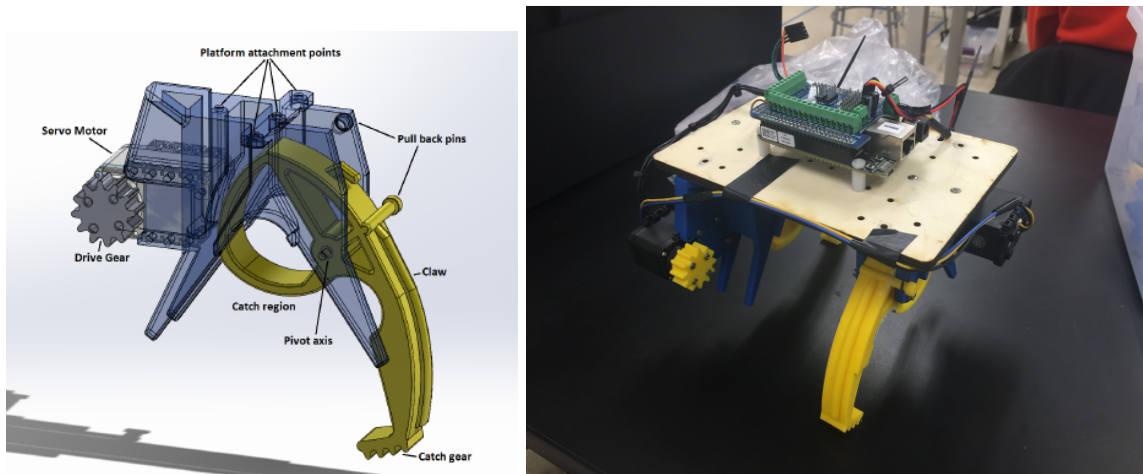 Platform attachment points
Servo Motor
Pull back pins
Drive Gear
Claw
Catch region
Pivot axis
Catch gear